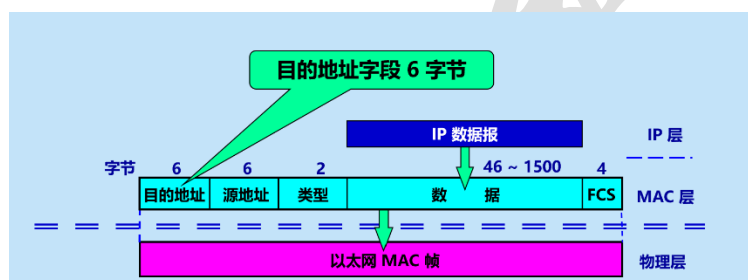 目的地址字段 6 字节
IP 数据报
IP 层
字节 6 6 2 46 ~ 1500 4
目的地址 源地址 类型 数 据 FCS MAC 层
以太网 MAC 帧 物理层